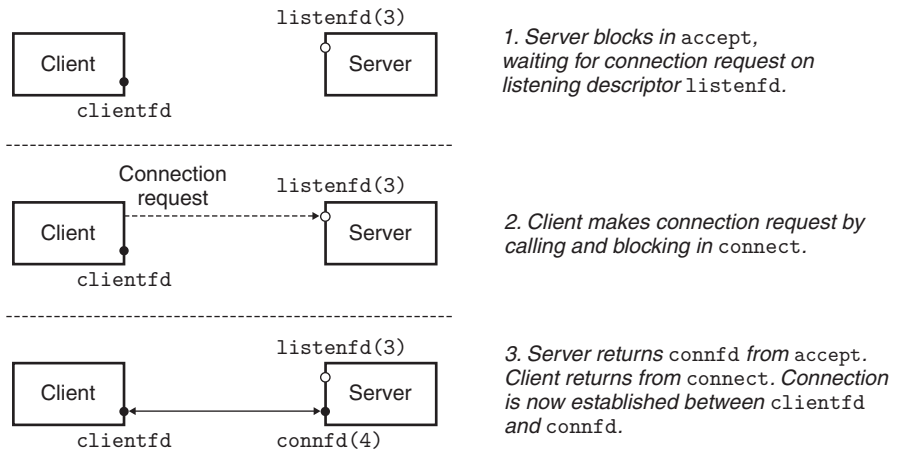 listenfd(3)
Client
Server
clientfd
1. Server blocks in accept,
waiting for connection request on
listening descriptor listenfd.
Connection
request
listenfd(3)
Client
Server
clientfd
2. Client makes connection request by
calling and blocking in connect.
listenfd(3)
Client
Server
clientfd
connfd(4)
3. Server returns connfd from accept.
Client returns from connect. Connection
is now established between clientfd
and connfd.